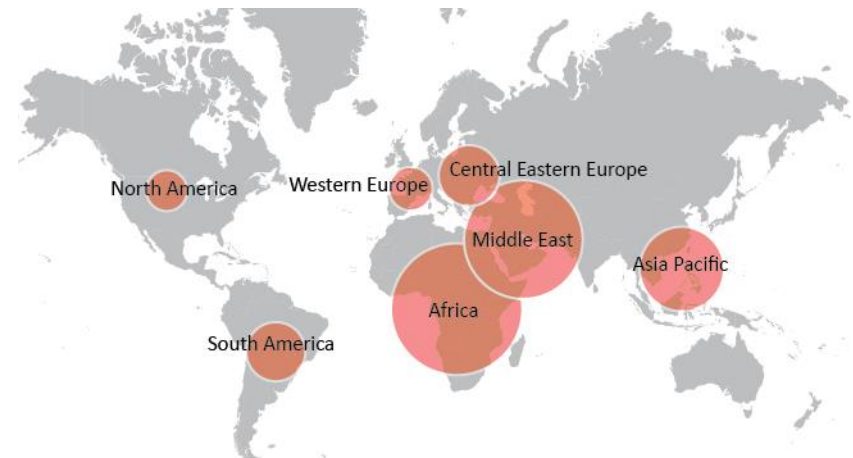 North America
Western Europe
Central Eastern Europe
Middle East
Asia Pacific
Africa
South America